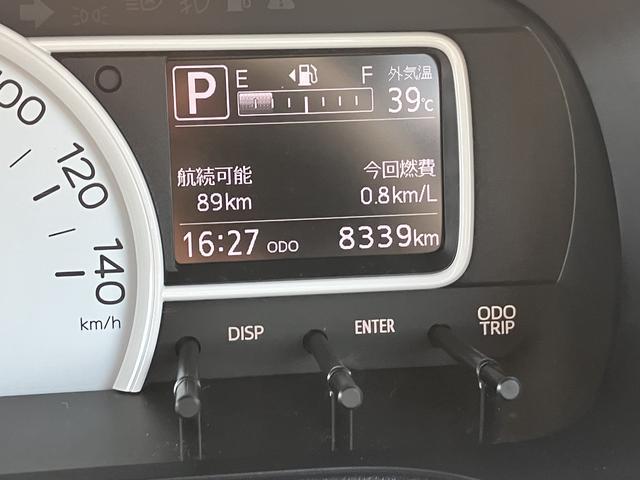 100
120
140
km/h
P
E
F
外気温
39℃
航続可能
89km
今回燃費
0.8km/L
16:27
ODO
8339km
DISP
ENTER
ODO
TRIP